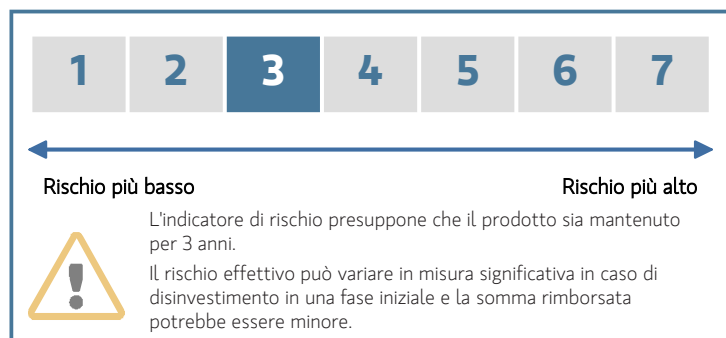 1 2 3 4 5 6 7
Rischio più basso Rischio più alto
L'indicatore di rischio presuppone che il prodotto sia mantenuto
per 3 anni.
Il rischio effettivo può variare in misura significativa in caso di
disinvestimento in una fase iniziale e la somma rimborsata
potrebbe essere minore.